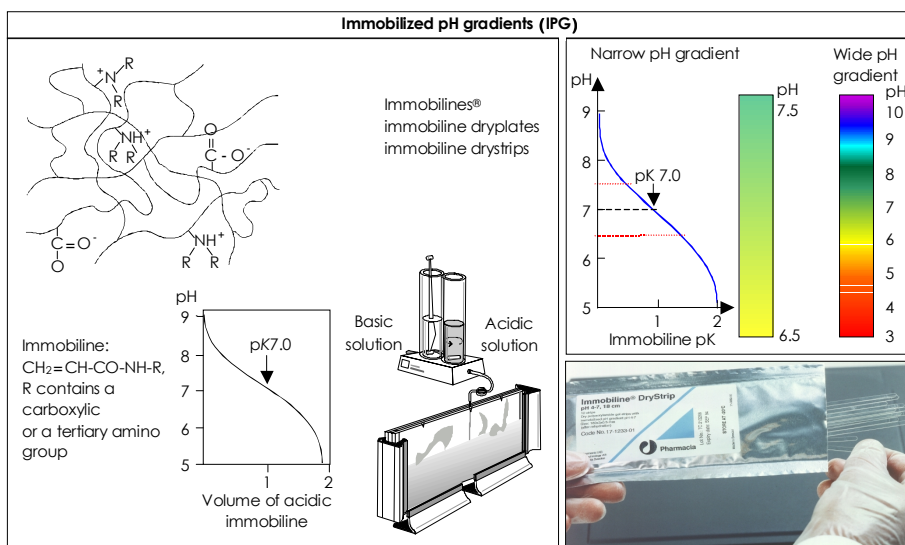 Immobilized pH gradients (IPG)
R
+
N
R
R
R
NH+
R
O
C - O-
C=O-
O
NH+
R
R
Immobilines®
immobiline dryplates
immobiline drystrips
Immobiline:
CH2=CH-CO-NH-R,
R contains a
carboxylic
or a tertiary amino
group
pH
9
8
7
6
5
pK7.0
1
2
Volume of acidic
immobiline
Basic
solution
Acidic
solution
Narrow pH gradient
pH
9
8
7
6
5
pK 7.0
1
2
Immobiline pK
pH
7.5
6.5
Wide pH
gradient
pH
10
9
8
7
6
5
4
3
Immobiline® DryStrip
pH 4-7, 18 cm
Code No. 17-1233-01
Pharmacia